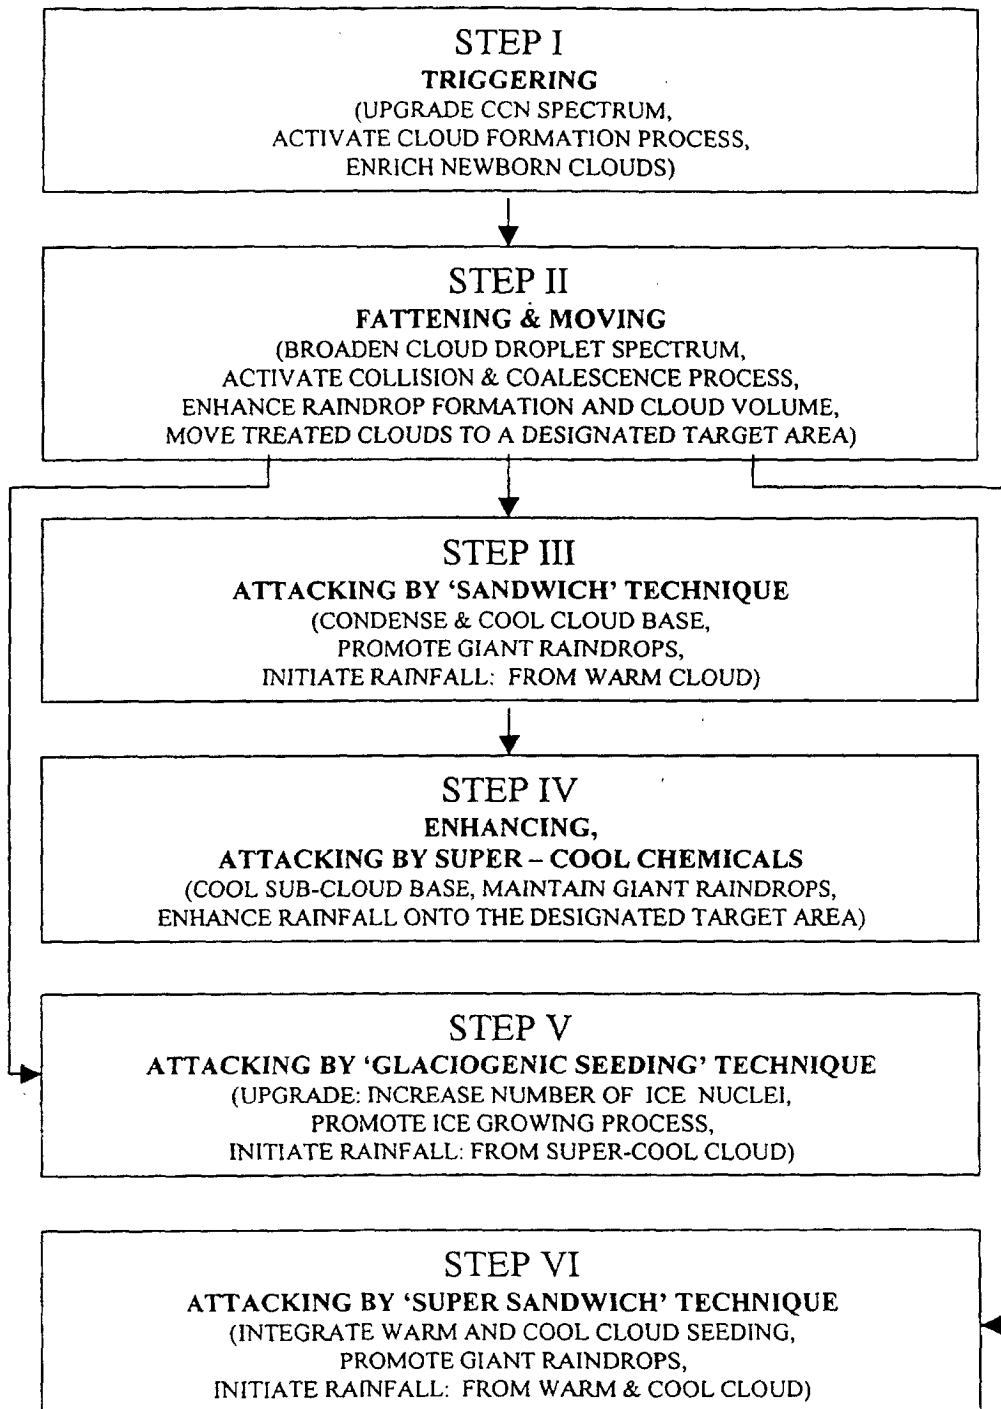 STEP I
TRIGGERING
(UPGRADE CCN SPECTRUM,
ACTIVATE CLOUD FORMATION PROCESS,
ENRICH NEWBORN CLOUDS)
STEP II
FATTENING & MOVING
(BROADEN CLOUD DROPLET SPECTRUM,
ACTIVATE COLLISION & COALESCENCE PROCESS,
ENHANCE RAINDROP FORMATION AND CLOUD VOLUME,
MOVE TREATED CLOUDS TO A DESIGNATED TARGET AREA)
STEP III
ATTACKING BY ‘SANDWICH’ TECHNIQUE
(CONDENSE & COOL CLOUD BASE,
PROMOTE GIANT RAINDROPS,
INITIATE RAINFALL: FROM WARM CLOUD)
STEP IV
ENHANCING,
ATTACKING BY SUPER – COOL CHEMICALS
(COOL SUB-CLOUD BASE, MAINTAIN GIANT RAINDROPS,
ENHANCE RAINFALL ONTO THE DESIGNATED TARGET AREA)
STEP V
ATTACKING BY ‘GLACIOGENIC SEEDING’ TECHNIQUE
(UPGRADE: INCREASE NUMBER OF ICE NUCLEI,
PROMOTE ICE GROWING PROCESS,
INITIATE RAINFALL: FROM SUPER-COOL CLOUD)
STEP VI
ATTACKING BY ‘SUPER SANDWICH’ TECHNIQUE
(INTEGRATE WARM AND COOL CLOUD SEEDING,
PROMOTE GIANT RAINDROPS,
INITIATE RAINFALL: FROM WARM & COOL CLOUD)